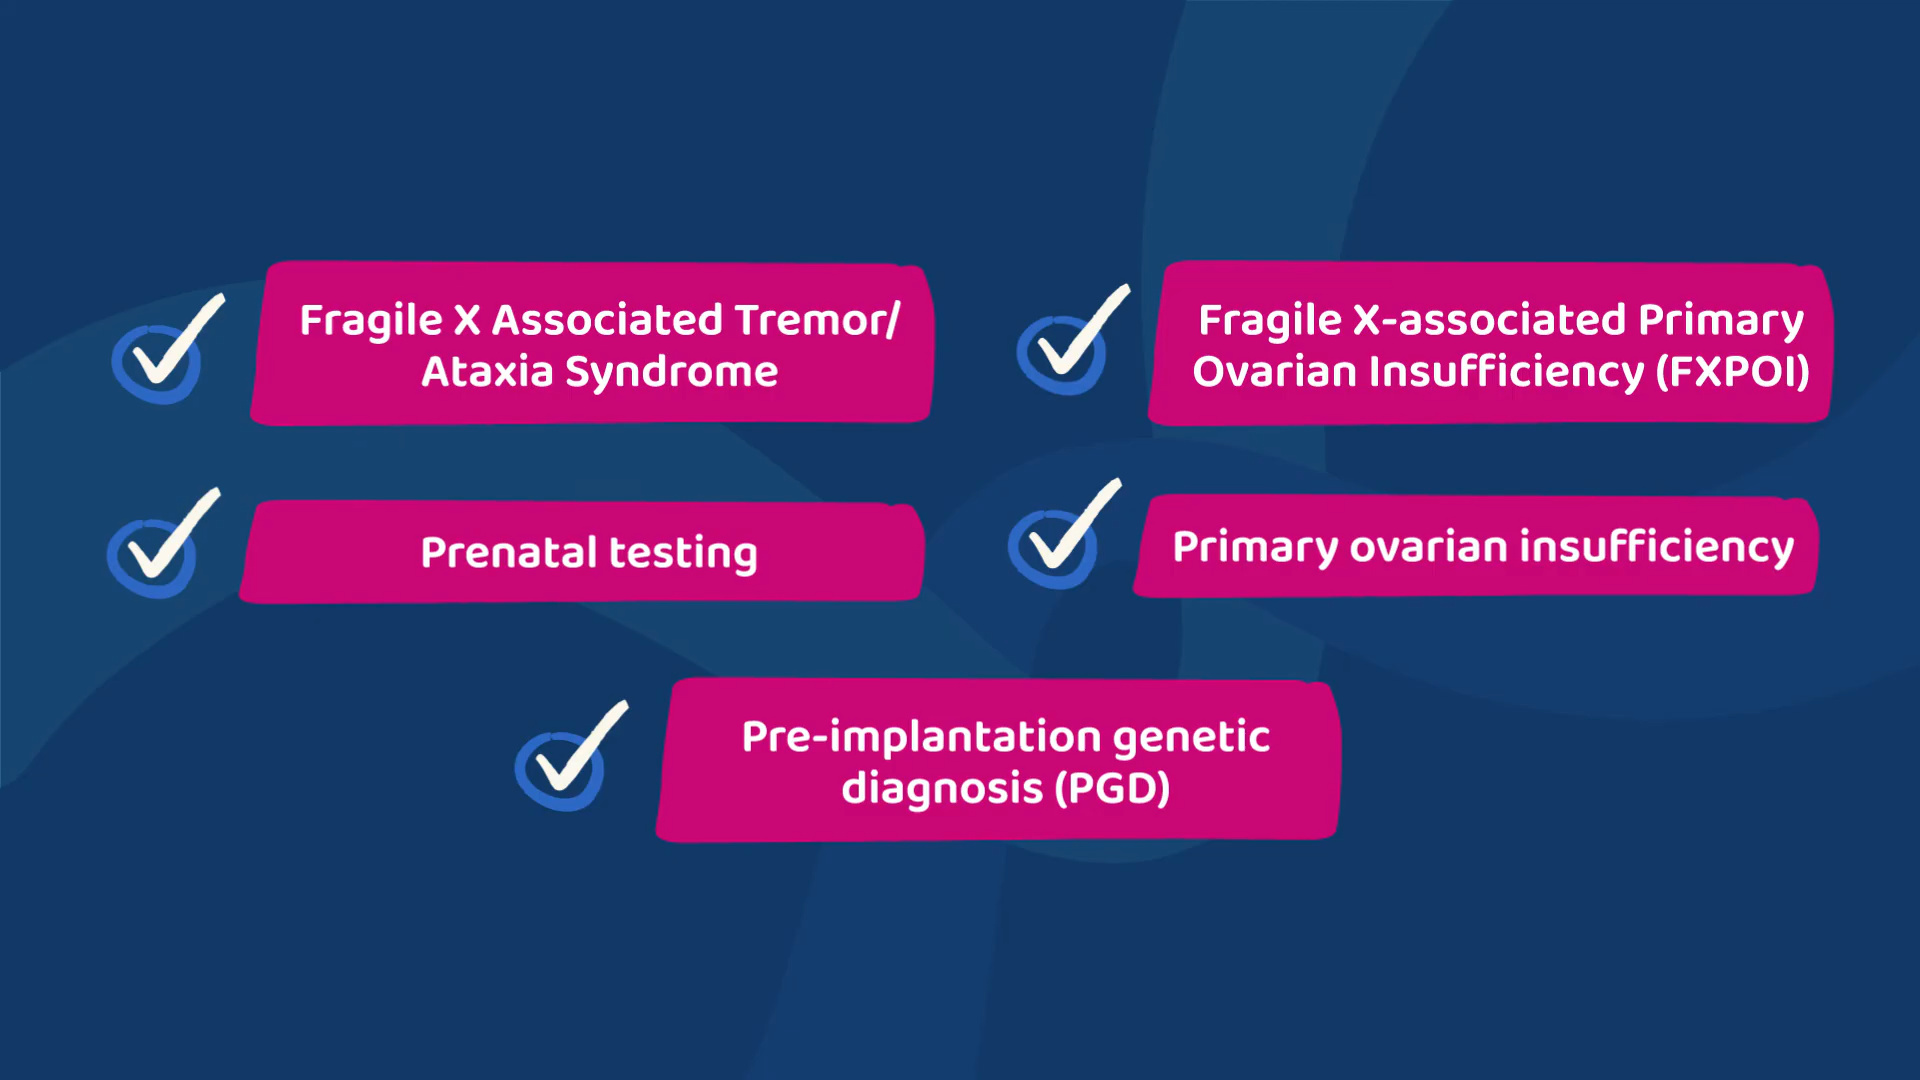 Fragile X Associated Tremor/
Ataxia Syndrome
Fragile X-associated Primary
Ovarian Insufficiency (FXPOI)
Prenatal testing
Primary ovarian insufficiency
Pre-implantation genetic
diagnosis (PGD)